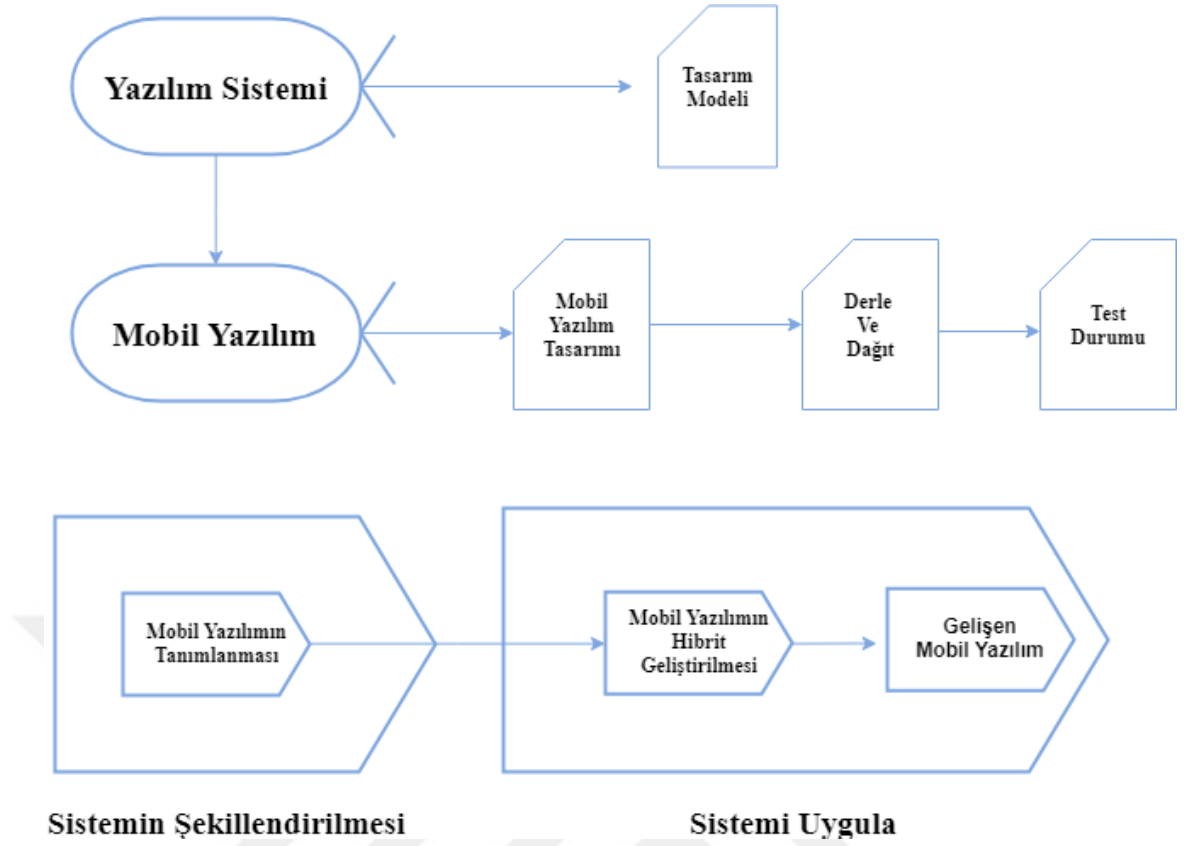 Yazılım Sistemi
Tasarım
Modeli
Mobil Yazılım
Mobil
Yazılım
Tasarımı
Derle
Ve
Dağıt
Test
Durumu
Mobil Yazılımın
Tanımlanması
Mobil Yazılımın
Hibrit
Geliştirilmesi
Gelişen
Mobil Yazılım
Sistemin Şekillendirilmesi
Sistemi Uygula